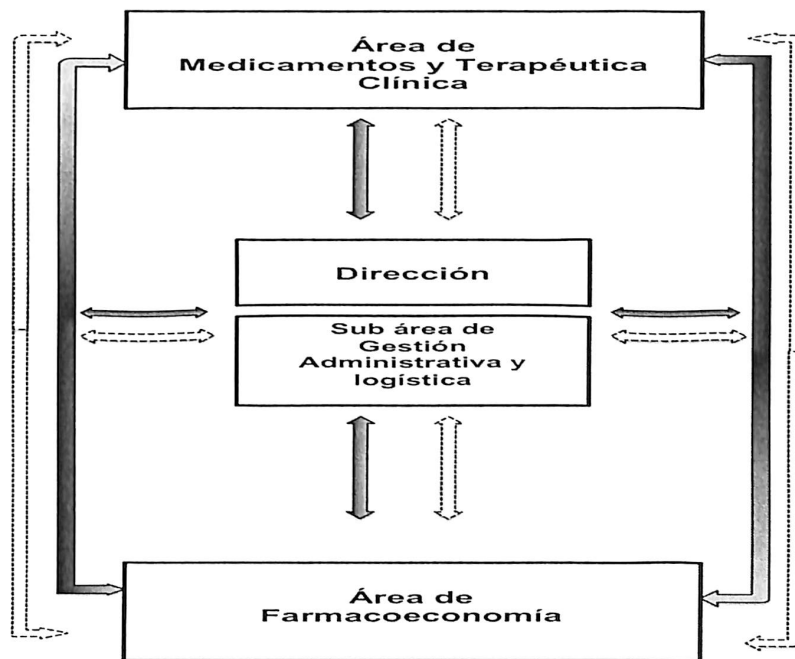 Área de
Medicamentos y Terapéutica
Clínica
Dirección
Sub área de
Gestión
Administrativa y
logística
Área de
Farmacoeconomía